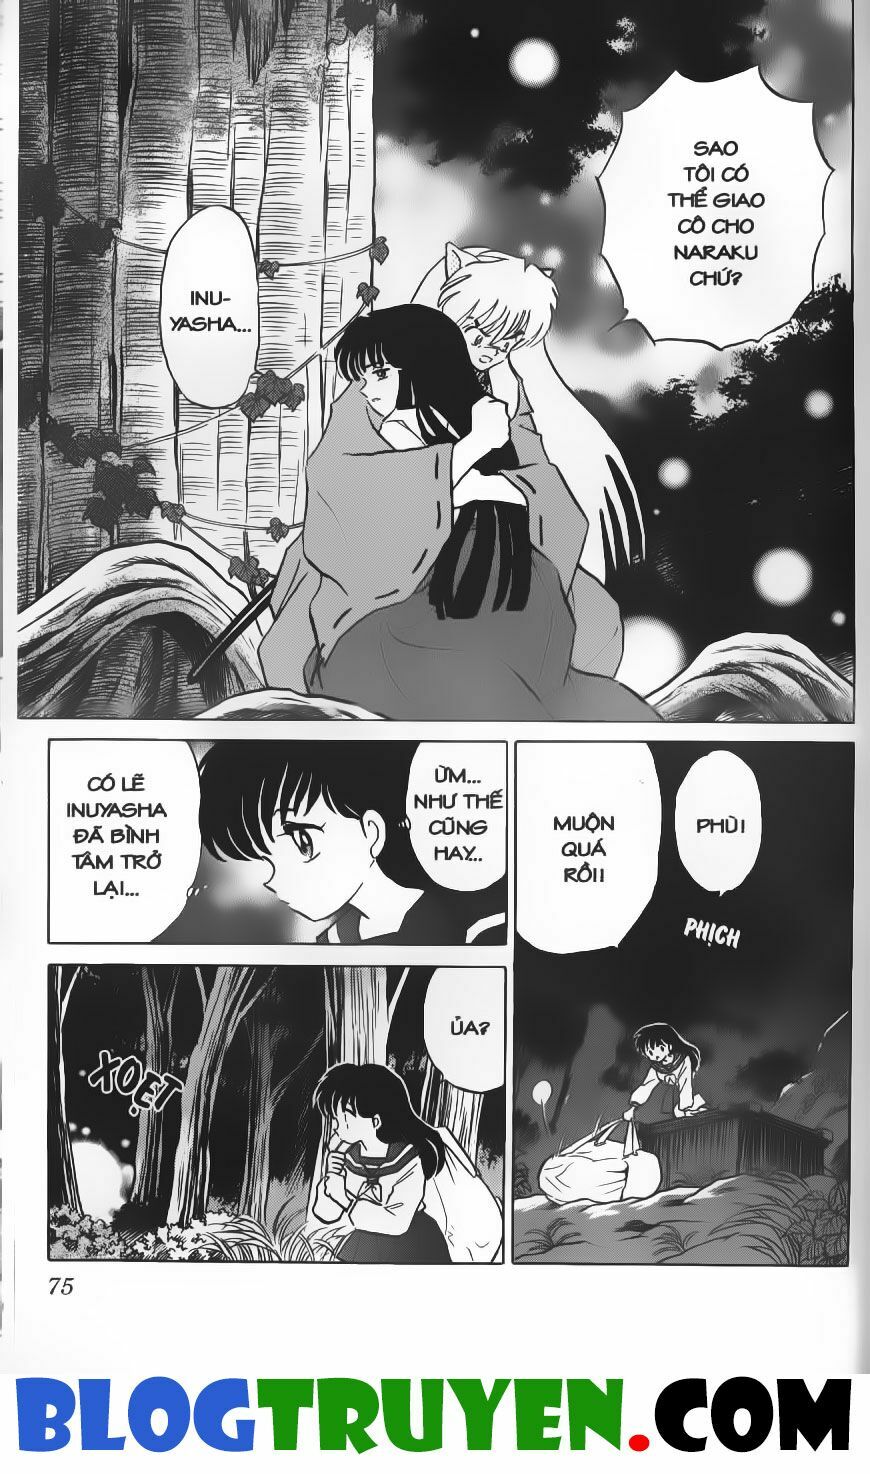 SAO
TÔI CÓ
THỂ GIAO
CÔ CHO
NARAKU
CHỨ?
INU-
YASHA...
PHÙ!
MUỘN
QUÁ
RỒI!
PHỊCH
ỪM...
NHƯ THẾ
CŨNG
HAY...
CÓ LẼ
INUYASHA
ĐÃ BÌNH
TÂM TRỞ
LẠI...
ỦA?
XOẸT
75
BLOGTRUYEN.COM